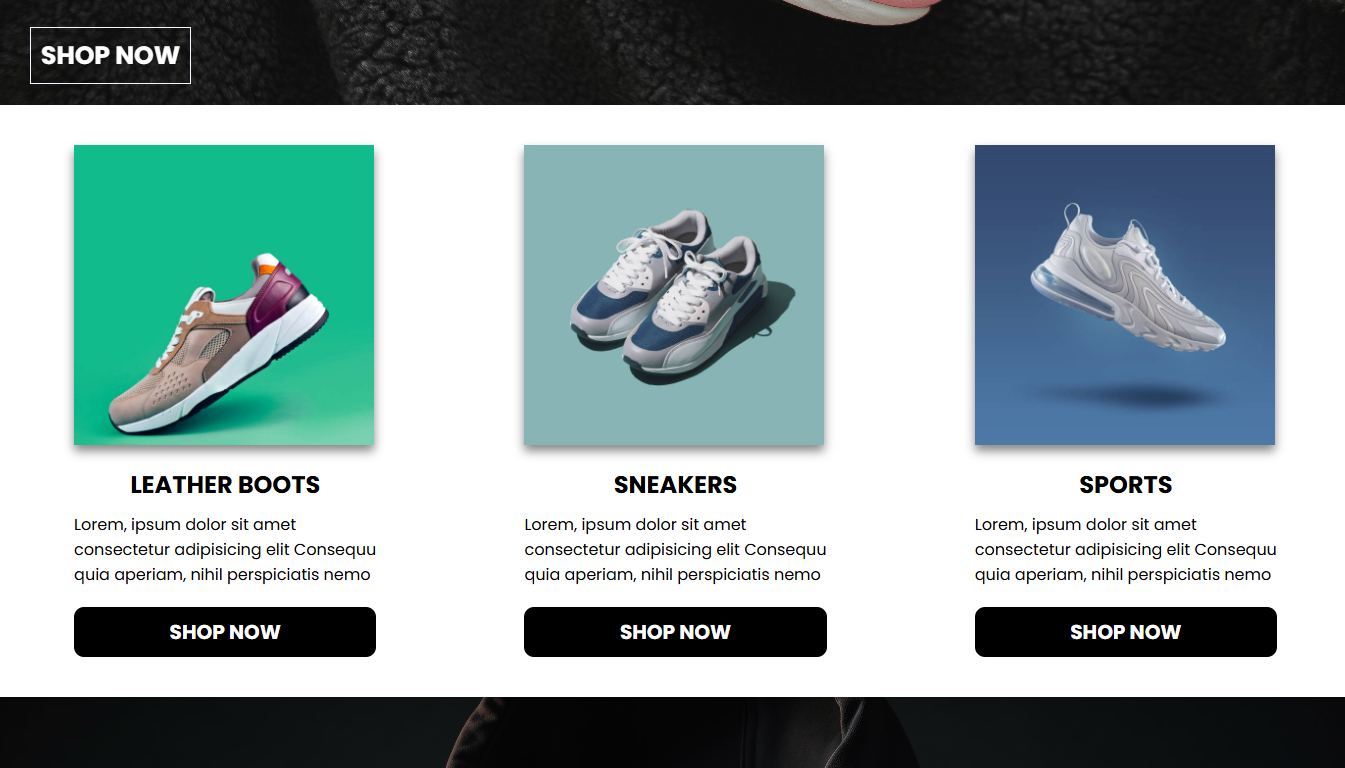 SHOP NOW
LEATHER BOOTS
Lorem, ipsum dolor sit amet
consectetur adipisicing elit Consequu
quia aperiam, nihil perspiciatis nemo
SHOP NOW
SNEAKERS
Lorem, ipsum dolor sit amet
consectetur adipisicing elit Consequu
quia aperiam, nihil perspiciatis nemo
SHOP NOW
SPORTS
Lorem, ipsum dolor sit amet
consectetur adipisicing elit Consequu
quia aperiam, nihil perspiciatis nemo
SHOP NOW